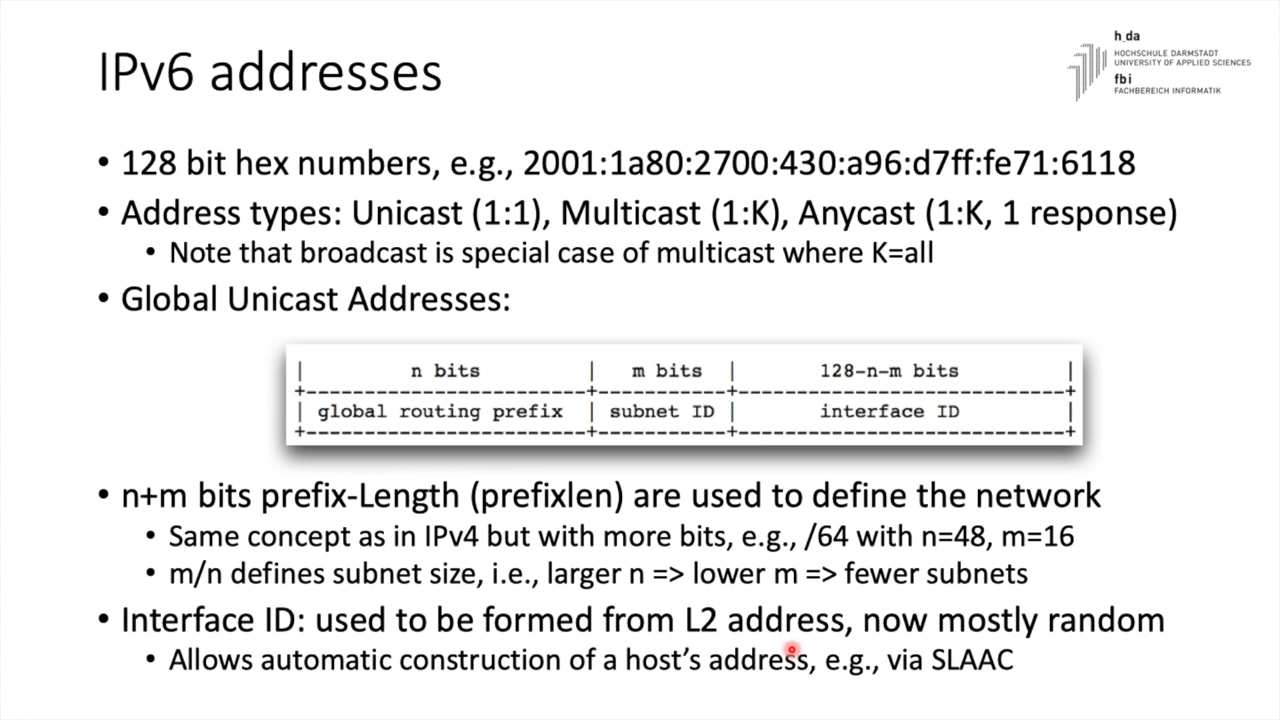 IPv6 addresses
h_da
HOCHSCHULE DARMSTADT
UNIVERSITY OF APPLIED SCIENCES
fbi
FACHBEREICH INFORMATIK
• 128 bit hex numbers, e.g., 2001:1a80:2700:430:a96:d7ff:fe71:6118
• Address types: Unicast (1:1), Multicast (1:K), Anycast (1:K, 1 response)
• Note that broadcast is special case of multicast where K=all
• Global Unicast Addresses:
| n bits | m bits | 128-n-m bits |
+------------------------+-----------+----------------------------+
| global routing prefix | subnet ID | interface ID |
+------------------------+-----------+----------------------------+
• n+m bits prefix-Length (prefixlen) are used to define the network
• Same concept as in IPv4 but with more bits, e.g., /64 with n=48, m=16
• m/n defines subnet size, i.e., larger n => lower m => fewer subnets
• Interface ID: used to be formed from L2 address, now mostly random
• Allows automatic construction of a host's address, e.g., via SLAAC